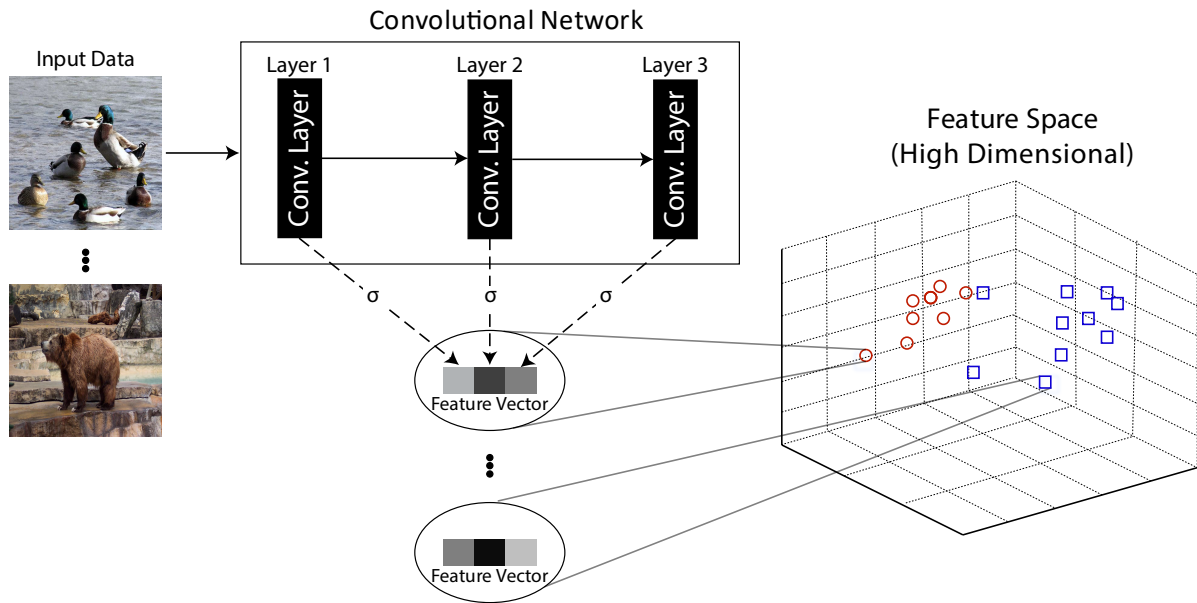 Convolutional Network
Input Data
Layer 1
Layer 2
Layer 3
Conv. Layer
Conv. Layer
Conv. Layer
Feature Space
(High Dimensional)
σ
σ
σ
Feature Vector
Feature Vector